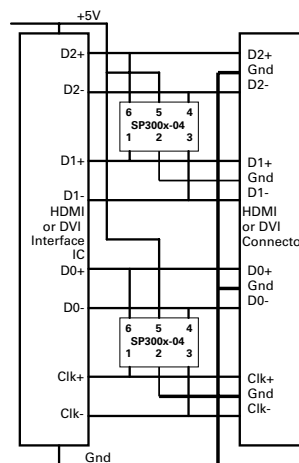 +5V
D2+ D2+
Gnd
D2- D2-
6 5 4
SP300x-04
1 2 3
D1+ D1+
Gnd
D1- D1-
HDMI HDMI
or DVI or DVI
Interface Connecto
IC
D0+ D0+
Gnd
D0- D0-
6 5 4
SP300x-04
1 2 3
Clk+ Clk+
Gnd
Clk- Clk-
Gnd